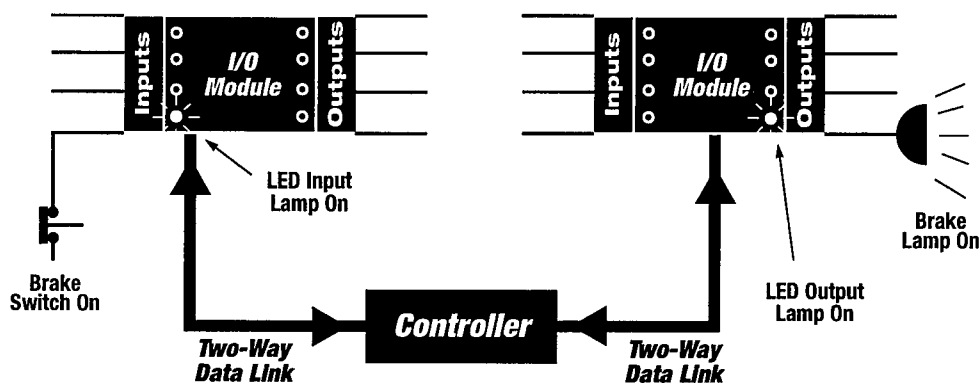 Inputs
I/O
Module
Outputs
Inputs
I/O
Module
Outputs
LED Input
Lamp On
Brake
Switch On
Brake
Lamp On
LED Output
Lamp On
Controller
Two-Way
Data Link
Two-Way
Data Link